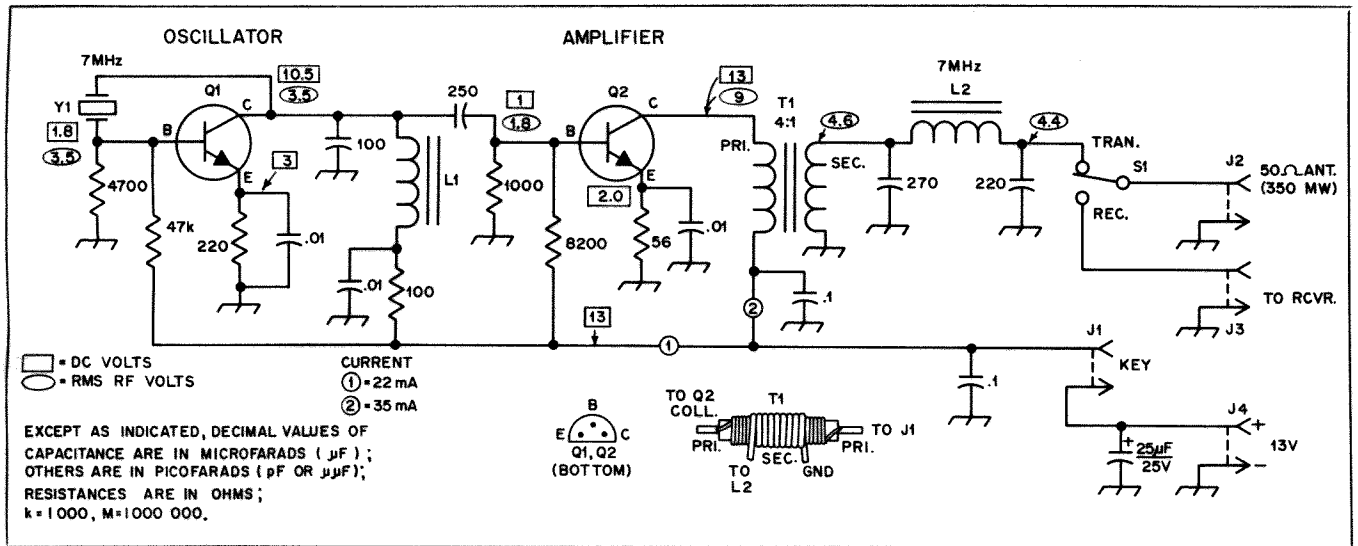 OSCILLATOR
AMPLIFIER
7MHz
Y1
1.8
3.5
B
Q1
C
E
10.5
3.5
3
4700
47k
220
.01
100
L1
.01
100
250
1
1.8
1000
8200
B
Q2
C
E
2.0
56
.01
13
9
T1
4:1
PRI.
SEC.
4.6
.1
2
7MHz
L2
4.4
270
220
TRAN.
S1
REC.
J2
50Ω ANT.
(350 MW)
TO RCVR.
J3
13
1
J1
KEY
.1
J4
+
13V
-
+
25µF
25V
= DC VOLTS
= RMS RF VOLTS
CURRENT
1 = 22 mA
2 = 35 mA
EXCEPT AS INDICATED, DECIMAL VALUES OF
CAPACITANCE ARE IN MICROFARADS ( µF ) ;
OTHERS ARE IN PICOFARADS ( pF OR µµF);
RESISTANCES ARE IN OHMS ;
k = 1000, M = 1000 000.
B
E C
Q1, Q2
(BOTTOM)
TO Q2
COLL.
T1
PRI.
TO J1
PRI.
SEC.
TO
L2
GND